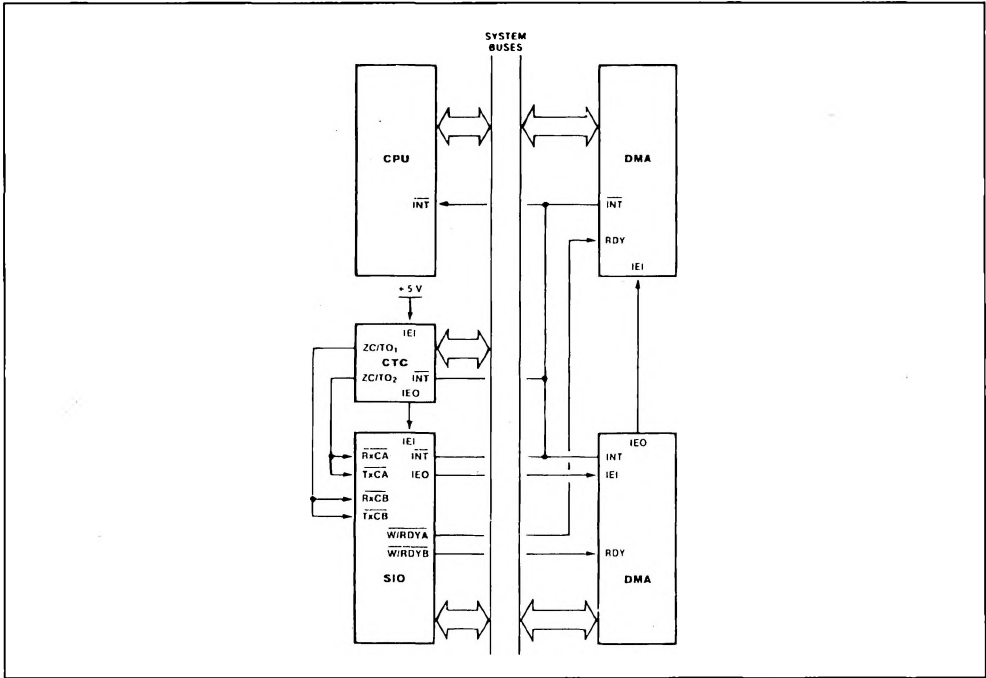 SYSTEM
BUSES
CPU
INT
DMA
INT
RDY
IEI
+ 5 V
IEI
ZC/TO1
CTC
ZC/TO2
INT
IEO
IEI
RxCA
INT
TxCA
IEO
RxCB
TxCB
W/RDYA
W/RDYB
SIO
IEO
INT
IEI
RDY
DMA